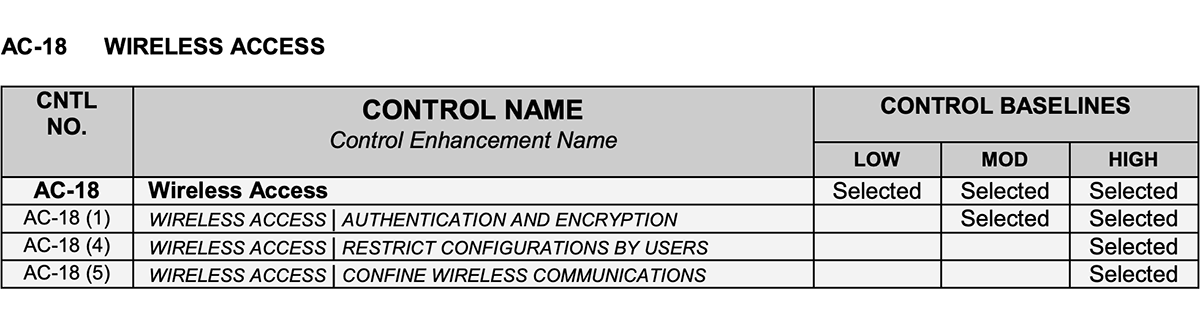 AC-18 WIRELESS ACCESS
CNTL NO. CONTROL NAME Control Enhancement Name CONTROL BASELINES
LOW MOD HIGH
AC-18 Wireless Access Selected Selected Selected
AC-18 (1) WIRELESS ACCESS | AUTHENTICATION AND ENCRYPTION Selected Selected
AC-18 (4) WIRELESS ACCESS | RESTRICT CONFIGURATIONS BY USERS Selected
AC-18 (5) WIRELESS ACCESS | CONFINE WIRELESS COMMUNICATIONS Selected